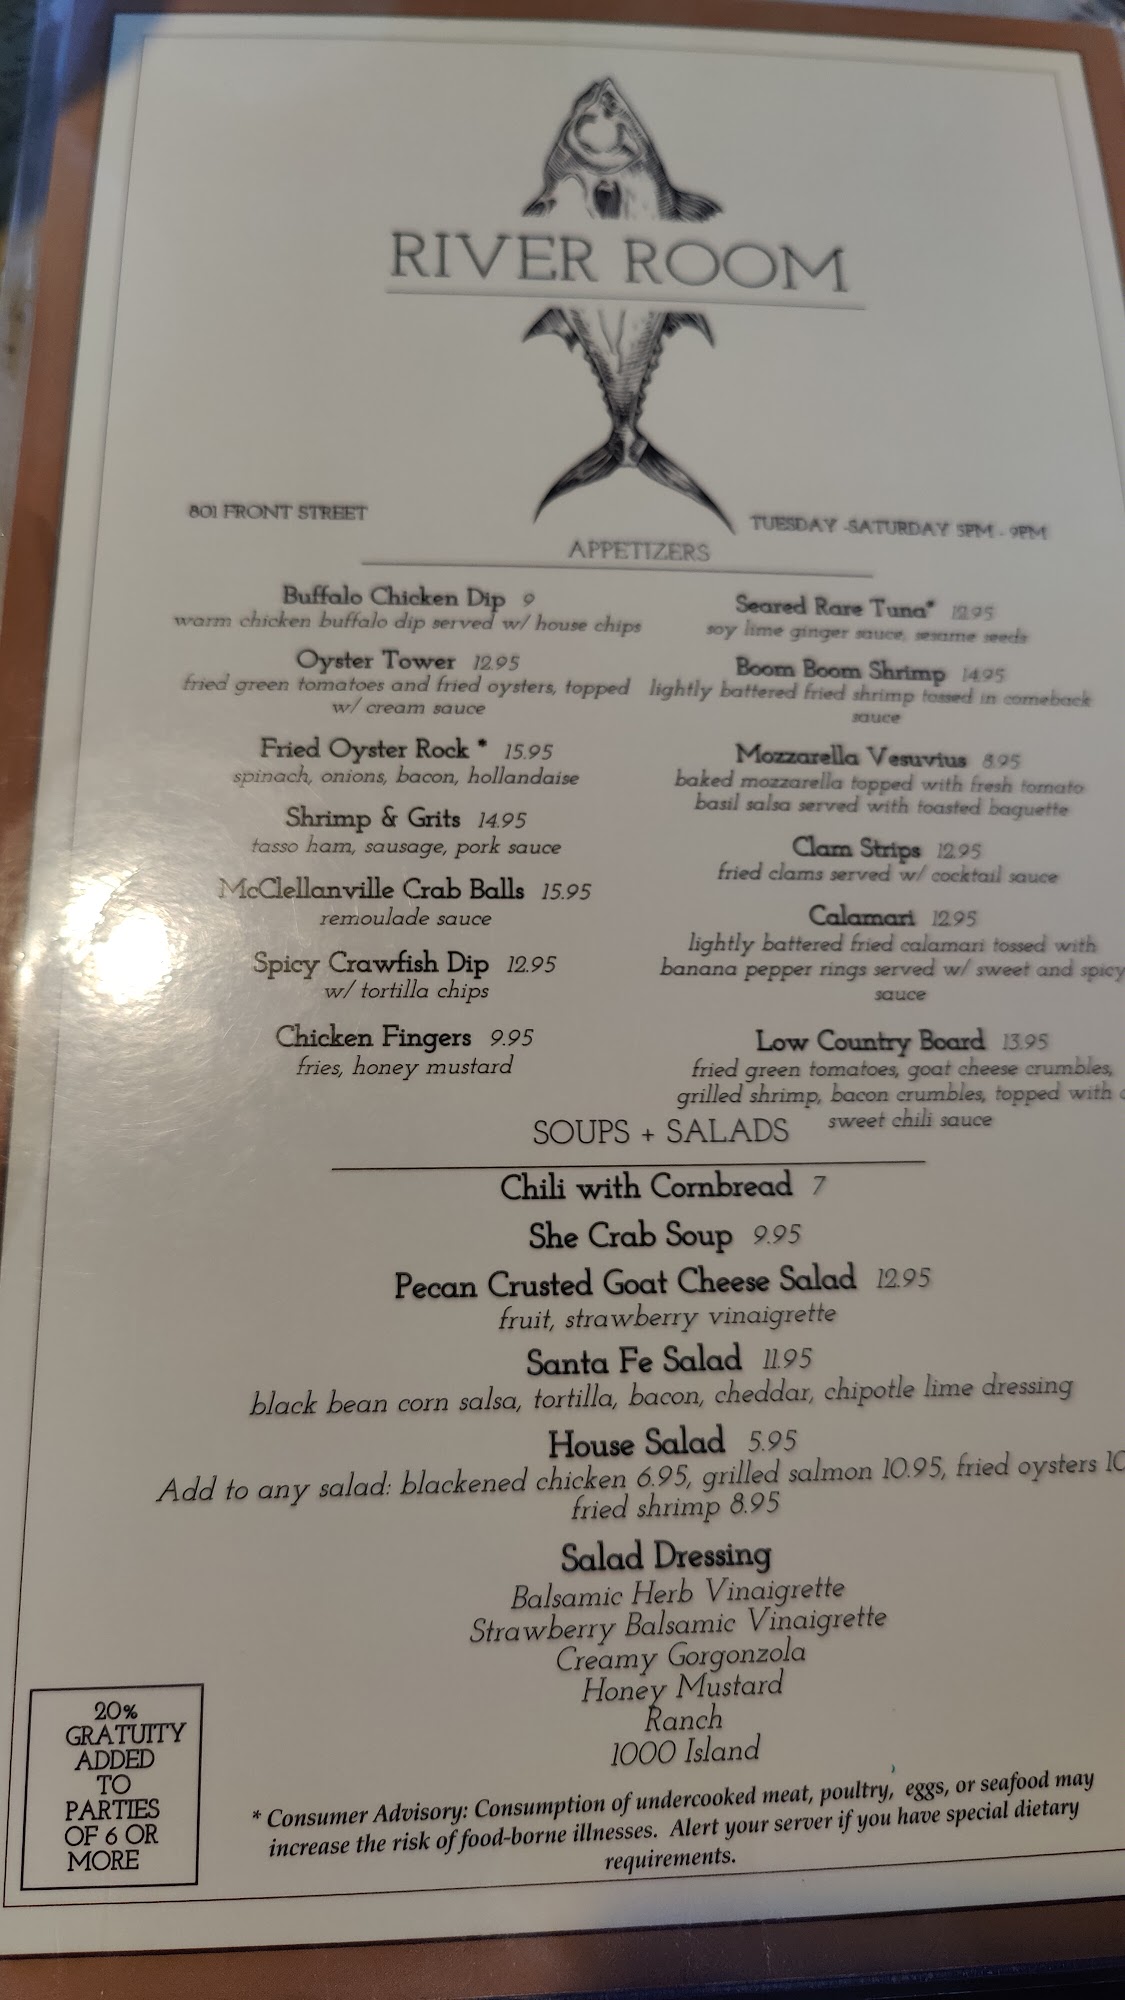 RIVER ROOM
801 FRONT STREET
TUESDAY -SATURDAY 5PM - 9PM
APPETIZERS
Buffalo Chicken Dip 9
warm chicken buffalo dip served w/ house chips
Oyster Tower 12.95
fried green tomatoes and fried oysters, topped
w/ cream sauce
Fried Oyster Rock * 15.95
spinach, onions, bacon, hollandaise
Shrimp & Grits 14.95
tasso ham, sausage, pork sauce
McClellanville Crab Balls 15.95
remoulade sauce
Spicy Crawfish Dip 12.95
w/ tortilla chips
Chicken Fingers 9.95
fries, honey mustard
Seared Rare Tuna* 12.95
soy lime ginger sauce, sesame seeds
Boom Boom Shrimp 14.95
lightly battered fried shrimp tossed in comeback
sauce
Mozzarella Vesuvius 8.95
baked mozzarella topped with fresh tomato
basil salsa served with toasted baguette
Clam Strips 12.95
fried clams served w/ cocktail sauce
Calamari 12.95
lightly battered fried calamari tossed with
banana pepper rings served w/ sweet and spicy
sauce
Low Country Board 13.95
fried green tomatoes, goat cheese crumbles,
grilled shrimp, bacon crumbles, topped with
sweet chili sauce
SOUPS + SALADS
Chili with Cornbread 7
She Crab Soup 9.95
Pecan Crusted Goat Cheese Salad 12.95
fruit, strawberry vinaigrette
Santa Fe Salad 11.95
black bean corn salsa, tortilla, bacon, cheddar, chipotle lime dressing
House Salad 5.95
Add to any salad: blackened chicken 6.95, grilled salmon 10.95, fried oysters 10
fried shrimp 8.95
Salad Dressing
Balsamic Herb Vinaigrette
Strawberry Balsamic Vinaigrette
Creamy Gorgonzola
Honey Mustard
Ranch
1000 Island
20%
GRATUITY
ADDED
TO
PARTIES
OF 6 OR
MORE
* Consumer Advisory: Consumption of undercooked meat, poultry, eggs, or seafood may
increase the risk of food-borne illnesses. Alert your server if you have special dietary
requirements.